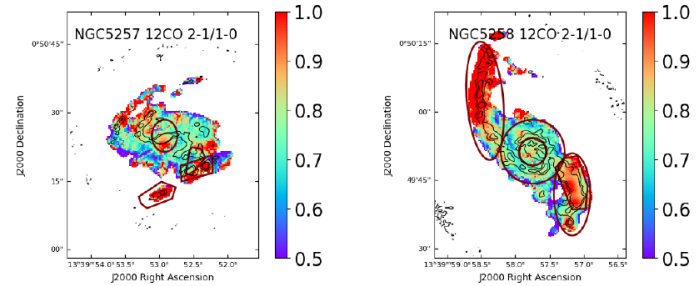 NGC5257 12CO 2-1/1-0
J2000 Declination
0°50'45"
30"
15"
00"
13ʰ39ᵐ54.0ˢ53.5ˢ 53.0ˢ 52.5ˢ 52.0ˢ
J2000 Right Ascension
1.0
0.9
0.8
0.7
0.6
0.5
NGC5258 12CO 2-1/1-0
J2000 Declination
0°50'15"
00"
49'45"
30"
13ʰ39ᵐ59.0ˢ58.5ˢ 58.0ˢ 57.5ˢ 57.0ˢ 56.5ˢ
J2000 Right Ascension
1.0
0.9
0.8
0.7
0.6
0.5